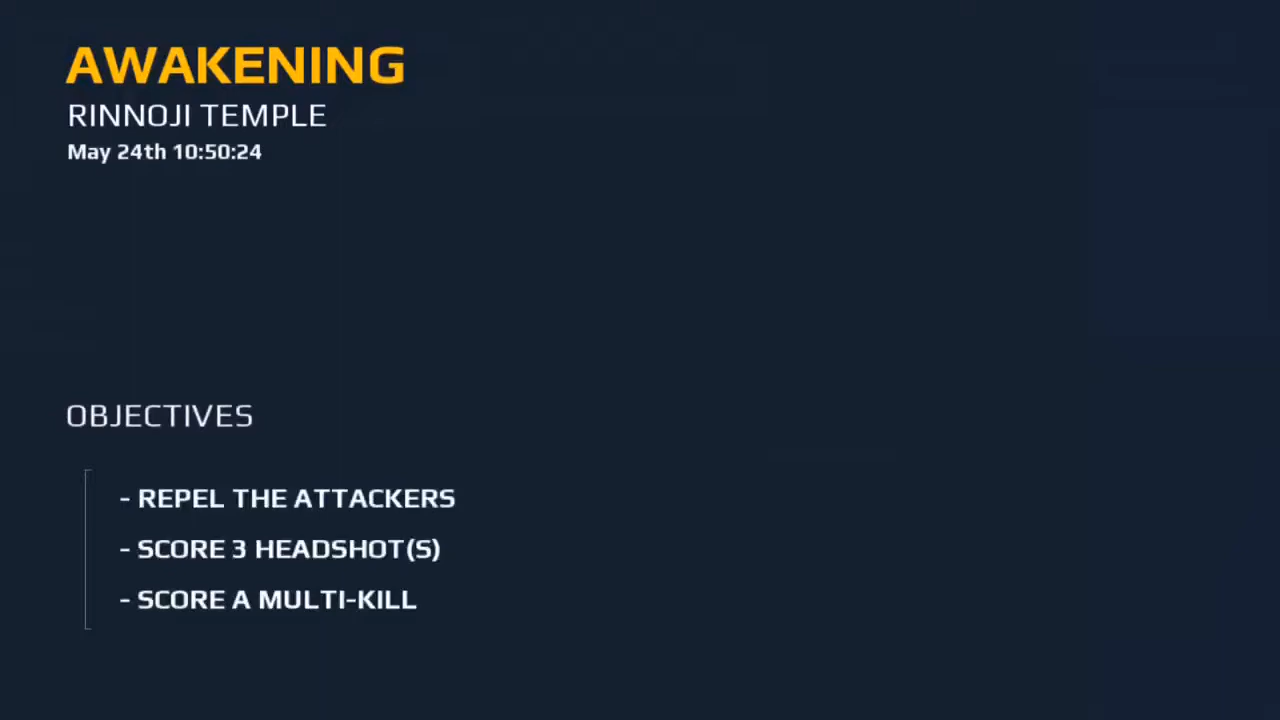 AWAKENING
RINNOJI TEMPLE
May 24th 10:50:24
OBJECTIVES
- REPEL THE ATTACKERS
- SCORE 3 HEADSHOT(S)
- SCORE A MULTI-KILL